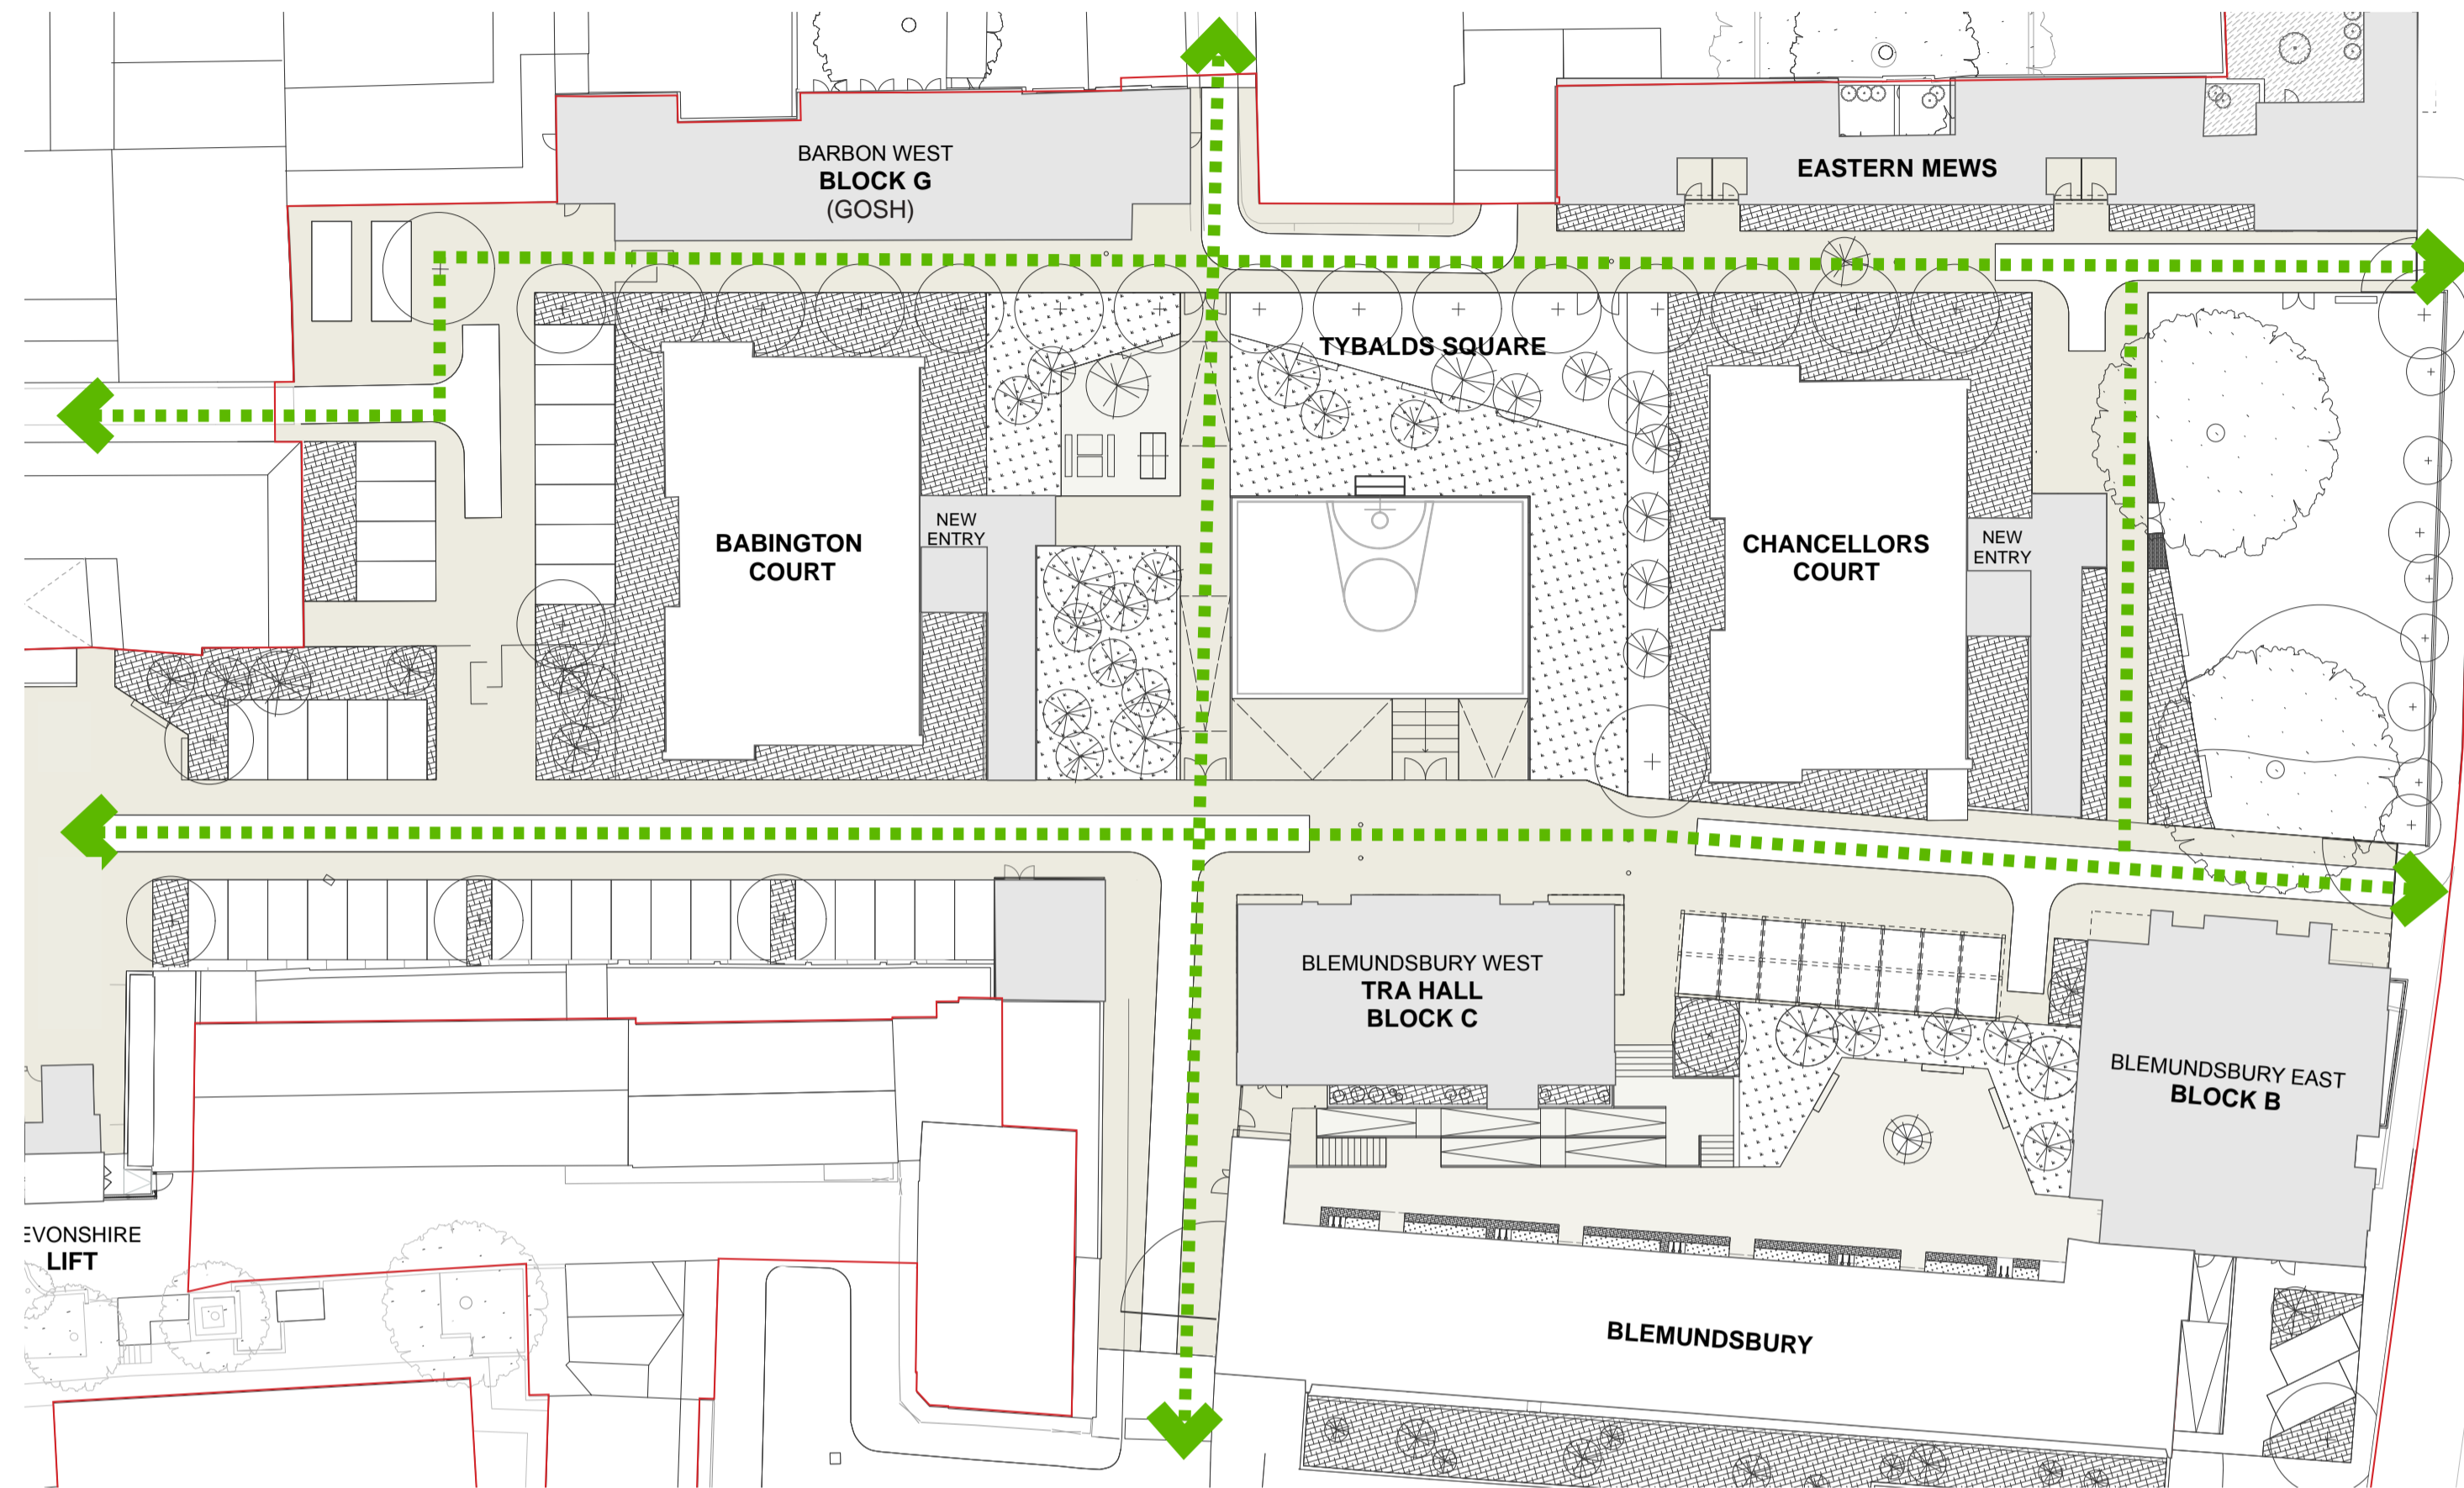 BARBON WEST
BLOCK G
(GOSH)
EASTERN MEWS
TYBALDS SQUARE
BABINGTON
COURT
NEW
ENTRY
CHANCELLORS
COURT
NEW
ENTRY
BLEMUNDSBURY WEST
TRA HALL
BLOCK C
BLEMUNDSBURY EAST
BLOCK B
EVONSHIRE
LIFT
BLEMUNDSBURY